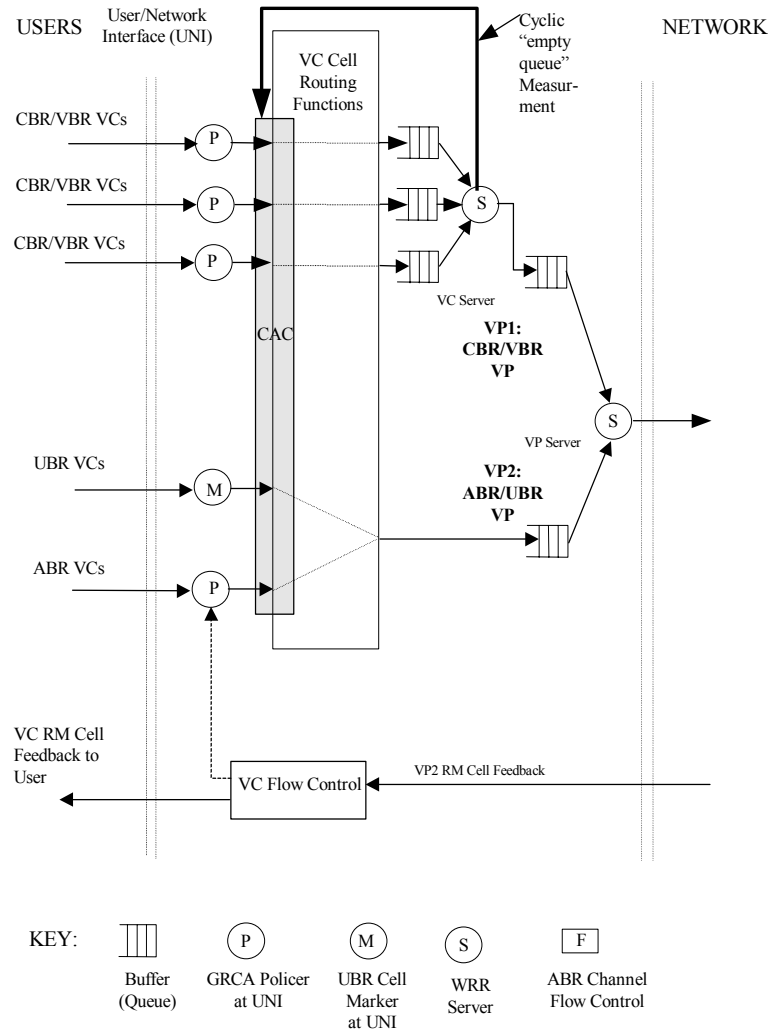 USERS
User/Network
Interface (UNI)
Cyclic
“empty
queue”
Measur-
ment
NETWORK
VC Cell
Routing
Functions
CBR/VBR VCs
P
CBR/VBR VCs
P
S
CBR/VBR VCs
P
VC Server
CAC
VP1:
CBR/VBR
VP
S
VP Server
UBR VCs
M
VP2:
ABR/UBR
VP
ABR VCs
P
VC RM Cell
Feedback to
User
VC Flow Control
VP2 RM Cell Feedback
KEY:
P
M
S
F
Buffer
(Queue)
GRCA Policer
at UNI
UBR Cell
Marker
at UNI
WRR
Server
ABR Channel
Flow Control